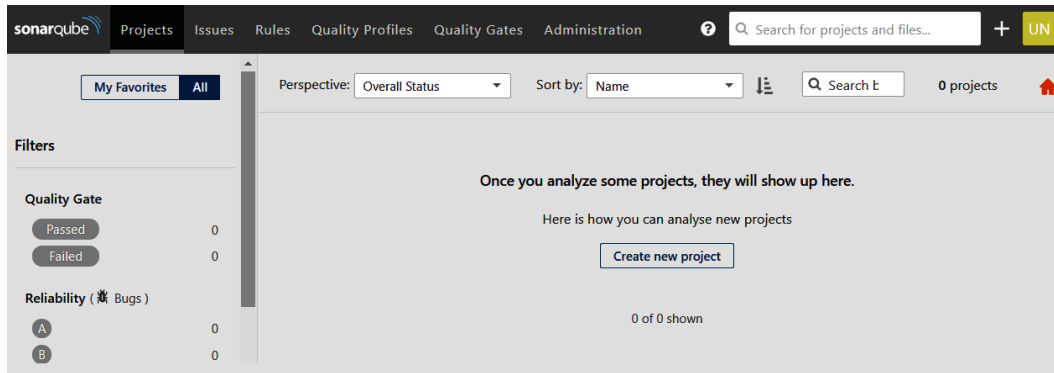 sonarqube Projects Issues Rules Quality Profiles Quality Gates Administration ? Search for projects and files... + UN
My Favorites All Perspective: Overall Status Sort by: Name Search b 0 projects
Filters
Once you analyze some projects, they will show up here.
Quality Gate
Here is how you can analyse new projects
Passed 0
Failed 0
Create new project
Reliability ( Bugs )
A 0
0 of 0 shown
B 0